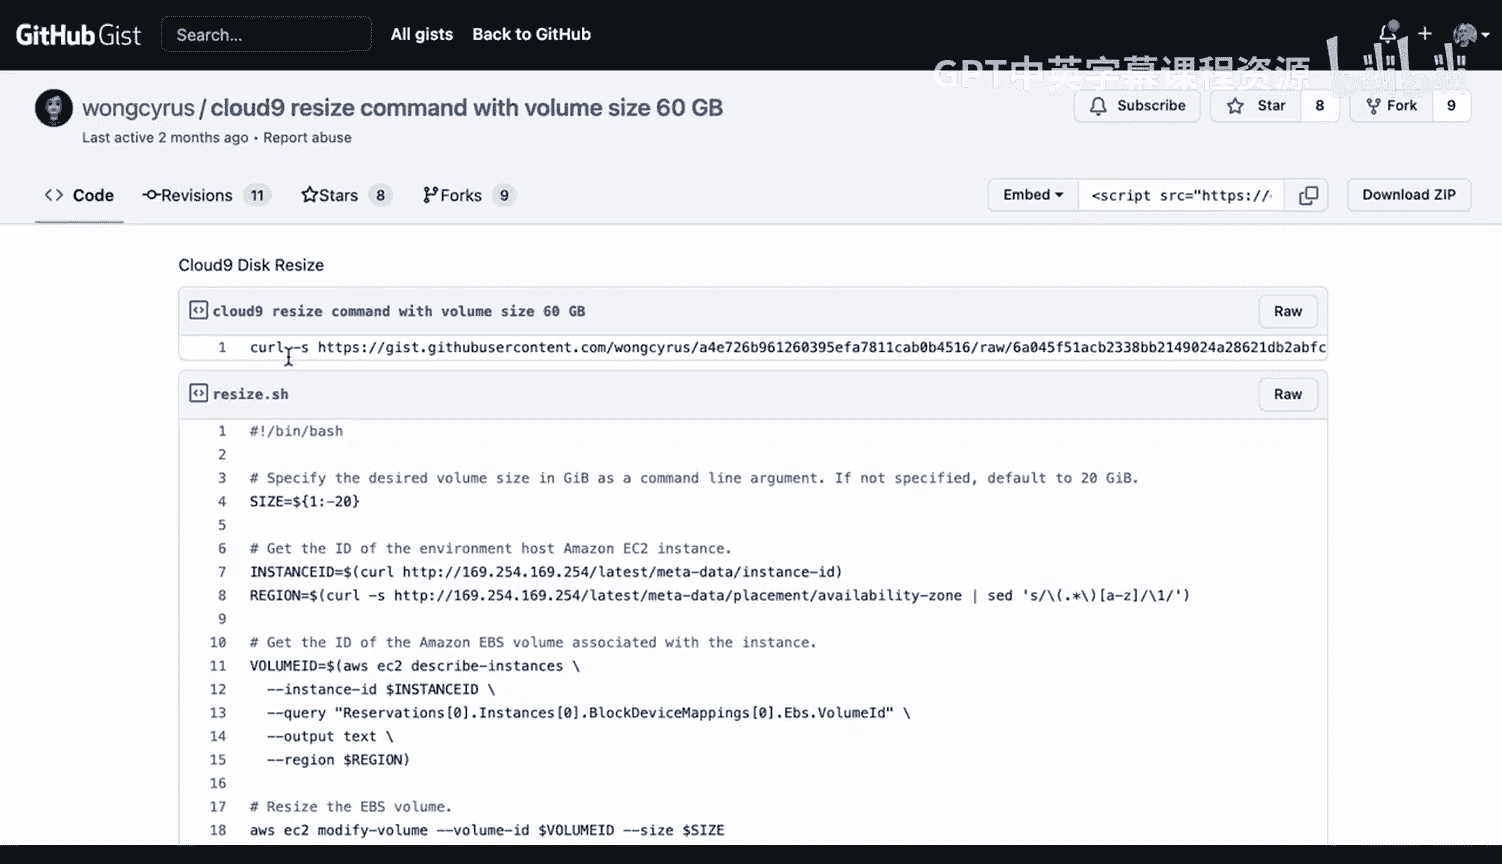 GitHub Gist Search... All gists Back to GitHub
GPT中英字幕课程资源
wongcyrus / cloud9 resize command with volume size 60 GB
Subscribe Star 8 Fork 9
Last active 2 months ago • Report abuse
Code Revisions 11 Stars 8 Forks 9 Embed <script src="https:// Download ZIP
Cloud9 Disk Resize
cloud9 resize command with volume size 60 GB Raw
1 curl -s https://gist.githubusercontent.com/wongcyrus/a4e726b961260395efa7811cab0b4516/raw/6a045f51acb2338bb2149024a28621db2abfc
resize.sh Raw
1 #!/bin/bash
2
3 # Specify the desired volume size in GiB as a command line argument. If not specified, default to 20 GiB.
4 SIZE=${1:-20}
5
6 # Get the ID of the environment host Amazon EC2 instance.
7 INSTANCEID=$(curl http://169.254.169.254/latest/meta-data/instance-id)
8 REGION=$(curl -s http://169.254.169.254/latest/meta-data/placement/availability-zone | sed 's/\(.*\)[a-z]/\1/')
9
10 # Get the ID of the Amazon EBS volume associated with the instance.
11 VOLUMEID=$(aws ec2 describe-instances \
12 --instance-id $INSTANCEID \
13 --query "Reservations[0].Instances[0].BlockDeviceMappings[0].Ebs.VolumeId" \
14 --output text \
15 --region $REGION)
16
17 # Resize the EBS volume.
18 aws ec2 modify-volume --volume-id $VOLUMEID --size $SIZE